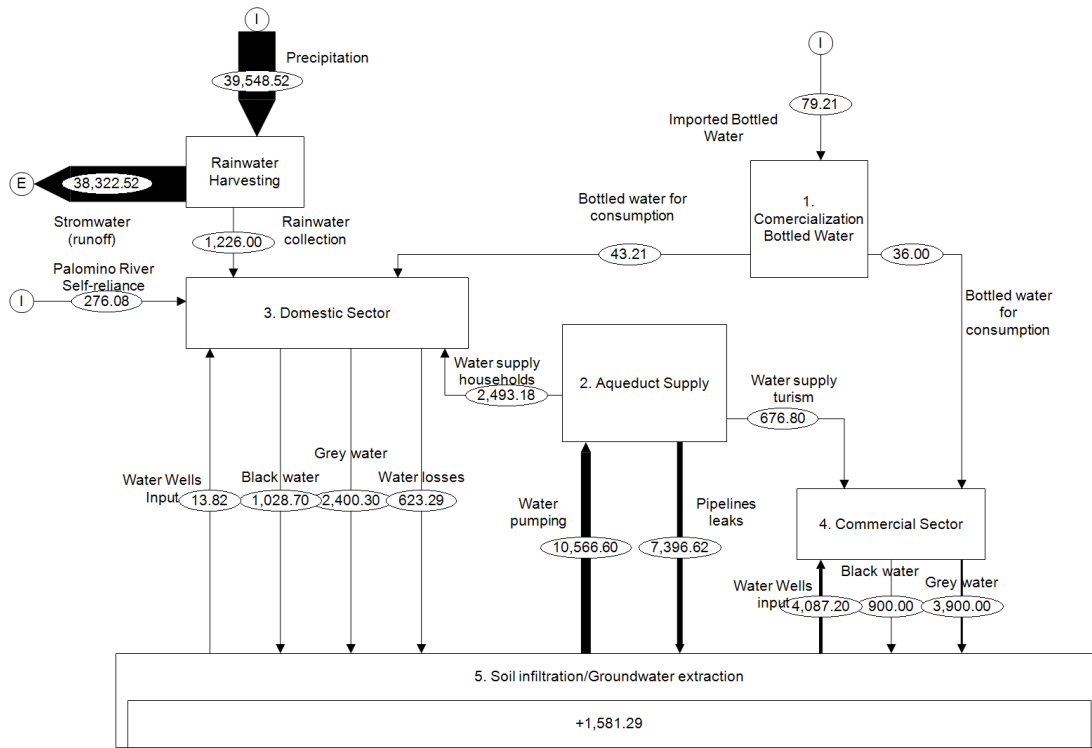 I
Precipitation
39,548.52
Rainwater
Harvesting
E
38,322.52
Stromwater
(runoff)
1,226.00
Rainwater
collection
I
79.21
Imported Bottled
Water
1.
Comercialization
Bottled Water
Bottled water for
consumption
43.21
36.00
Bottled water
for
consumption
Palomino River
Self-reliance
I
276.08
3. Domestic Sector
2. Aqueduct Supply
Water supply
households
2,493.18
Water supply
turism
676.80
4. Commercial Sector
Water Wells
Input
13.82
Black water
1,028.70
Grey water
2,400.30
Water losses
623.29
Water
pumping
10,566.60
Pipelines
leaks
7,396.62
Water Wells
input
4,087.20
Black water
900.00
Grey water
3,900.00
5. Soil infiltration/Groundwater extraction
+1,581.29